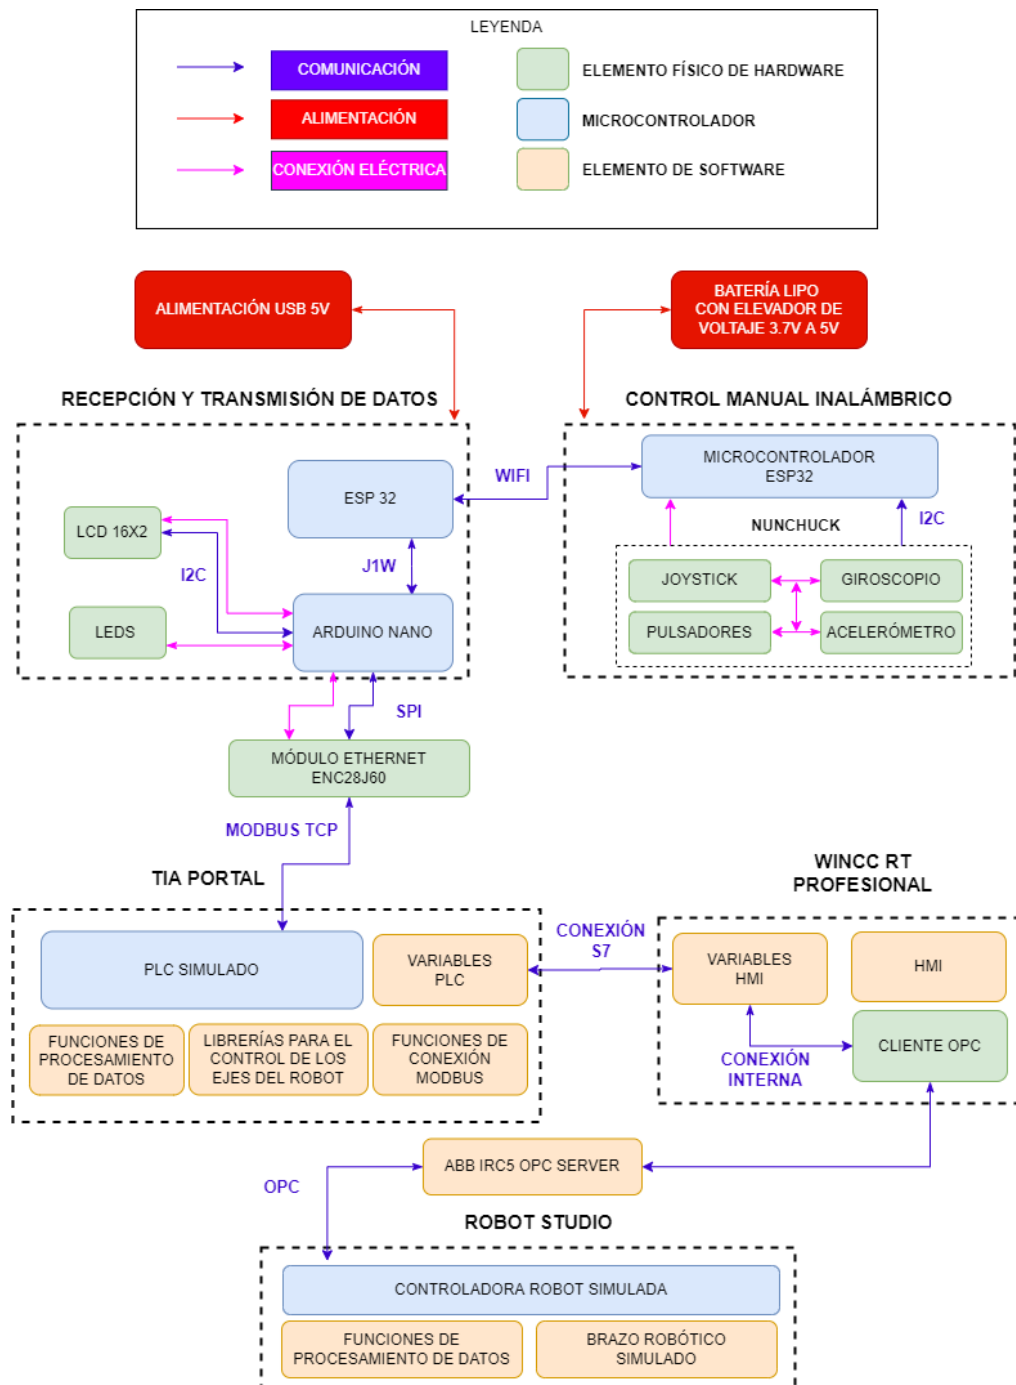 LEYENDA
COMUNICACIÓN
ELEMENTO FÍSICO DE HARDWARE
ALIMENTACIÓN
MICROCONTROLADOR
CONEXIÓN ELÉCTRICA
ELEMENTO DE SOFTWARE
ALIMENTACIÓN USB 5V
BATERÍA LIPO
CON ELEVADOR DE
VOLTAJE 3.7V A 5V
RECEPCIÓN Y TRANSMISIÓN DE DATOS
CONTROL MANUAL INALÁMBRICO
ESP 32
WIFI
MICROCONTROLADOR
ESP32
LCD 16X2
I2C
J1W
NUNCHUCK
I2C
JOYSTICK
GIROSCOPIO
LEDS
ARDUINO NANO
PULSADORES
ACELERÓMETRO
SPI
MÓDULO ETHERNET
ENC28J60
MODBUS TCP
TIA PORTAL
WINCC RT
PROFESIONAL
PLC SIMULADO
VARIABLES
PLC
CONEXIÓN
S7
VARIABLES
HMI
HMI
FUNCIONES DE
PROCESAMIENTO
DE DATOS
LIBRERÍAS PARA EL
CONTROL DE LOS
EJES DEL ROBOT
FUNCIONES DE
CONEXIÓN
MODBUS
CONEXIÓN
INTERNA
CLIENTE OPC
ABB IRC5 OPC SERVER
OPC
ROBOT STUDIO
CONTROLADORA ROBOT SIMULADA
FUNCIONES DE
PROCESAMIENTO DE DATOS
BRAZO ROBÓTICO
SIMULADO